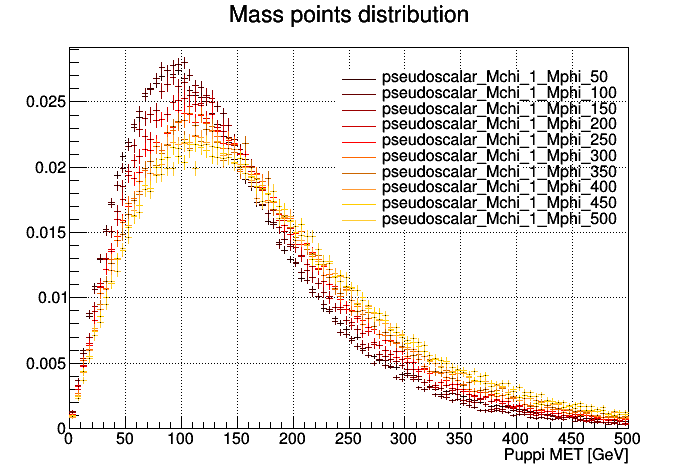 Mass points distribution
pseudoscalar_Mchi_1_Mphi_50
pseudoscalar_Mchi_1_Mphi_100
pseudoscalar_Mchi_1_Mphi_150
pseudoscalar_Mchi_1_Mphi_200
pseudoscalar_Mchi_1_Mphi_250
pseudoscalar_Mchi_1_Mphi_300
pseudoscalar_Mchi_1_Mphi_350
pseudoscalar_Mchi_1_Mphi_400
pseudoscalar_Mchi_1_Mphi_450
pseudoscalar_Mchi_1_Mphi_500
0.025
0.02
0.015
0.01
0.005
0
0 50 100 150 200 250 300 350 400 450 500
Puppi MET [GeV]